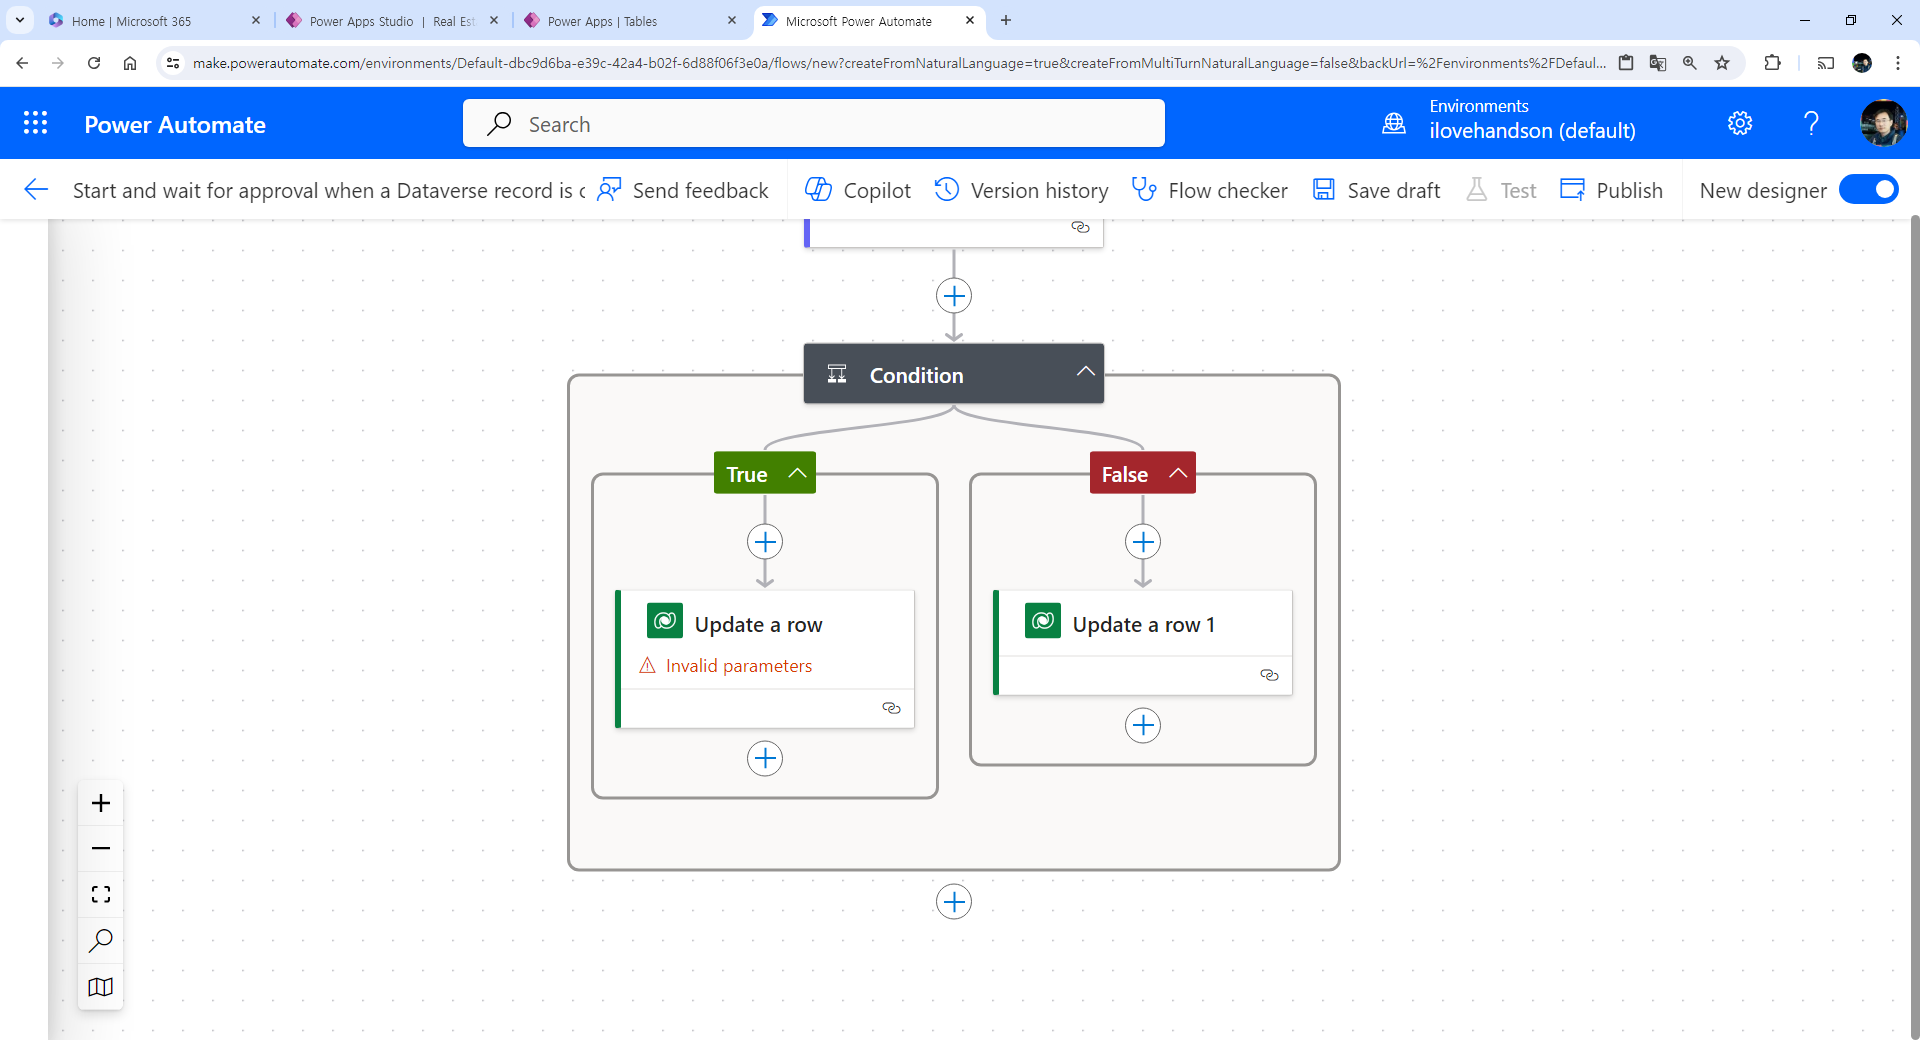 Home | Microsoft 365
Power Apps Studio | Real Est
Power Apps | Tables
Microsoft Power Automate
make.powerautomate.com/environments/Default-dbc9d6ba-e39c-42a4-b02f-6d88f06f3e0a/flows/new?createFromNaturalLanguage=true&createFromMultiTurnNaturalLanguage=false&backUrl=%2Fenvironments%2FDefaul...
Power Automate
Search
Environments
ilovehandson (default)
Start and wait for approval when a Dataverse record is c
Send feedback
Copilot
Version history
Flow checker
Save draft
Test
Publish
New designer
Condition
True
False
Update a row
Update a row 1
Invalid parameters